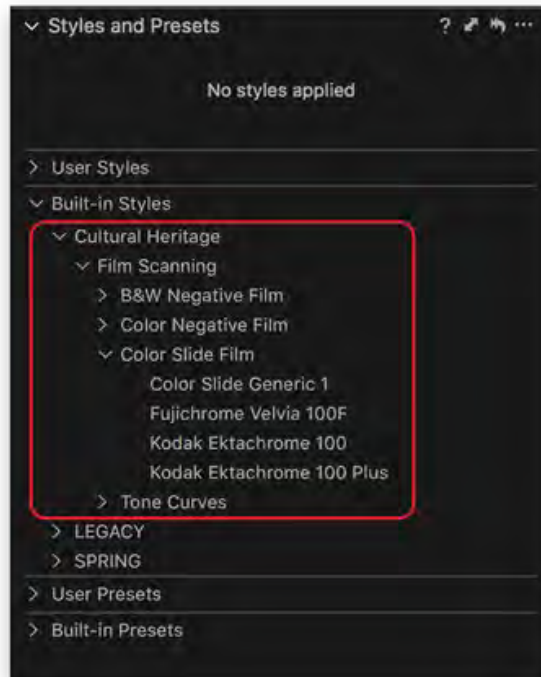 Styles and Presets ?
No styles applied
User Styles
Built-in Styles
Cultural Heritage
Film Scanning
B&W Negative Film
Color Negative Film
Color Slide Film
Color Slide Generic 1
Fujichrome Velvia 100F
Kodak Ektachrome 100
Kodak Ektachrome 100 Plus
Tone Curves
LEGACY
SPRING
User Presets
Built-in Presets